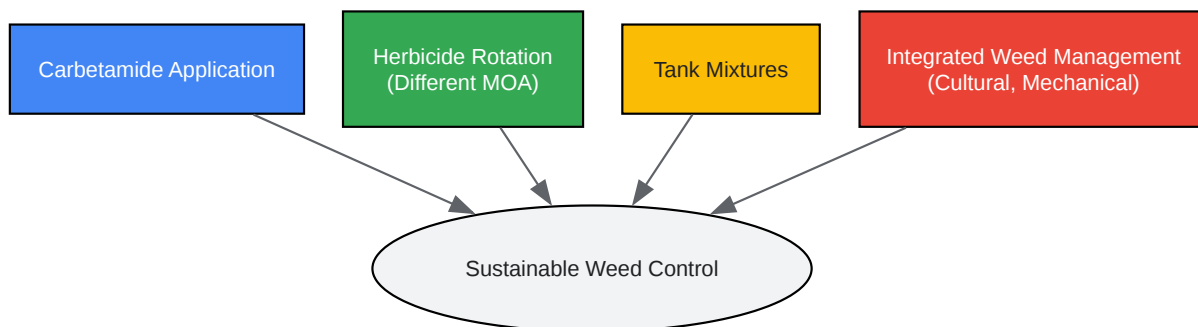 Carbetamide Application
Herbicide Rotation
(Different MOA)
Tank Mixtures
Integrated Weed Management
(Cultural, Mechanical)
Sustainable Weed Control